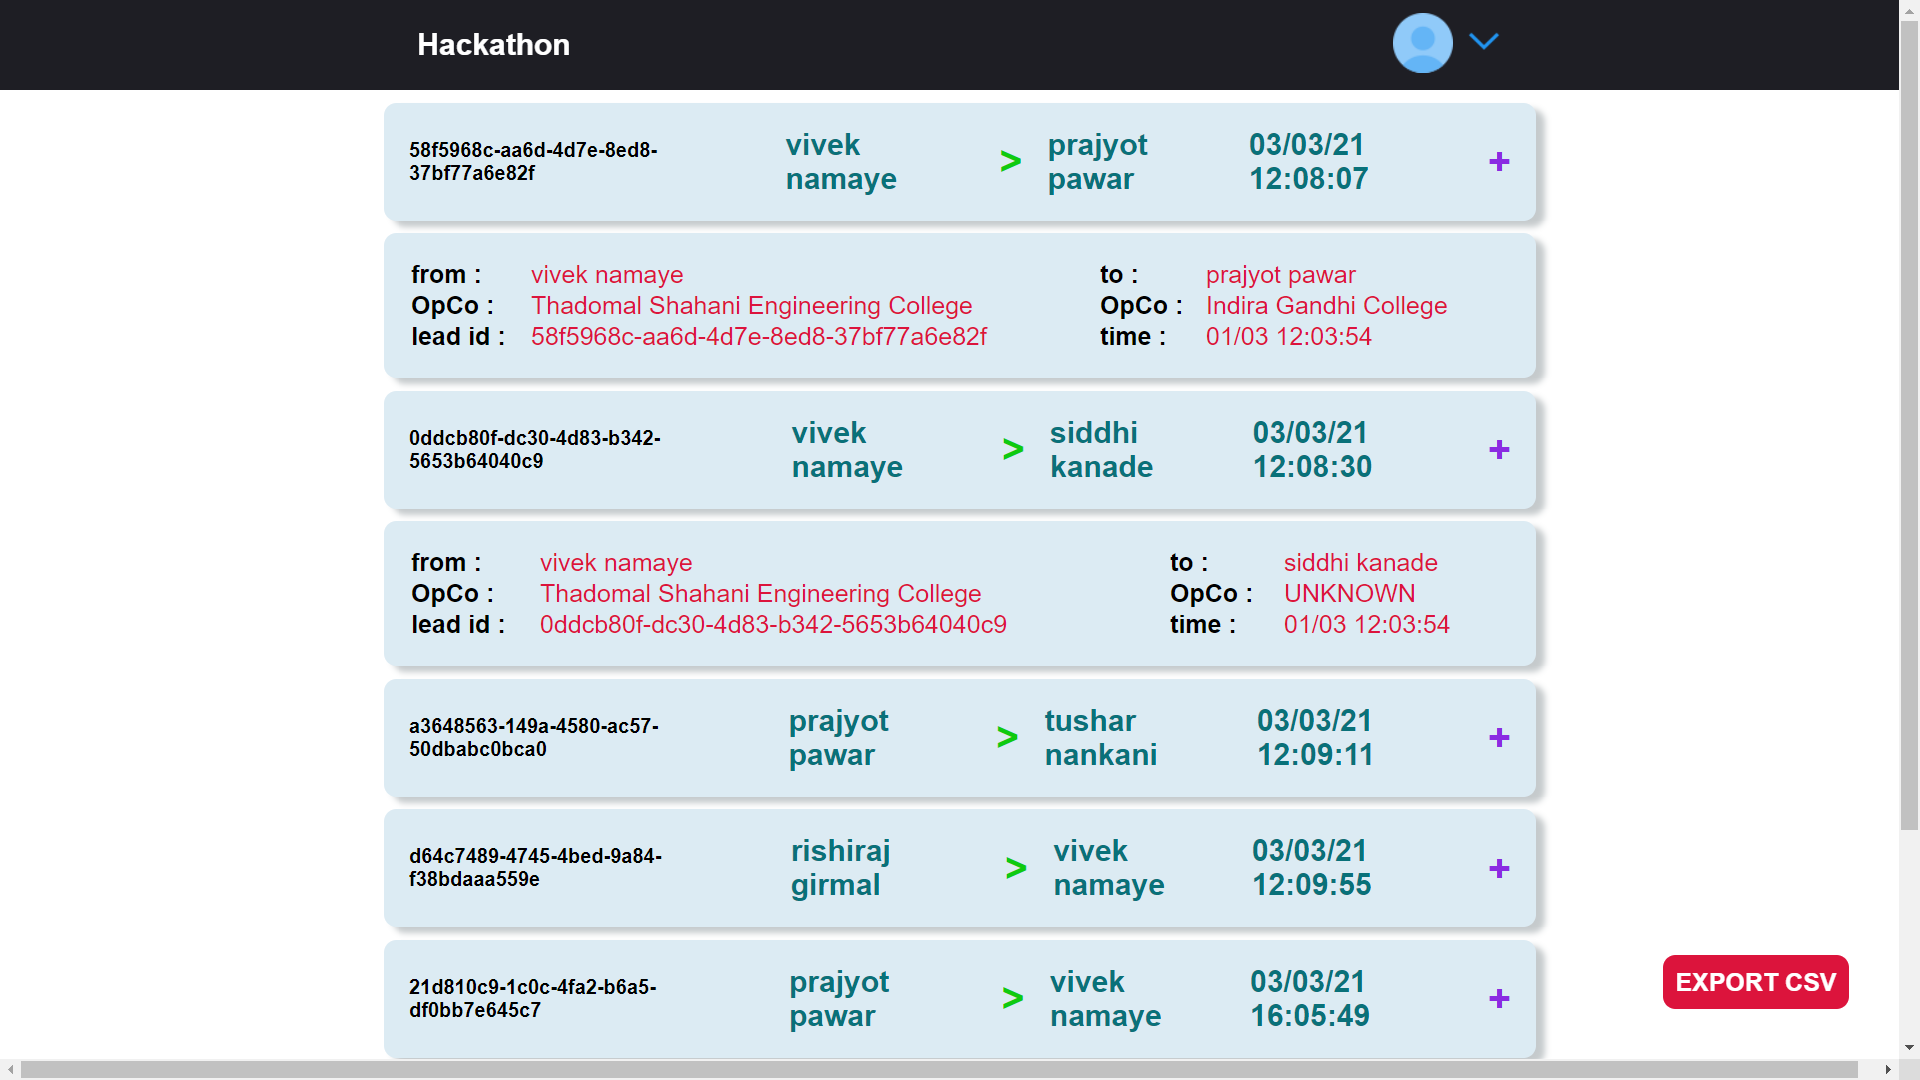 Hackathon
58f5968c-aa6d-4d7e-8ed8-
37bf77a6e82f
vivek
namaye
>
prajyot
pawar
03/03/21
12:08:07
+
from : vivek namaye
OpCo : Thadomal Shahani Engineering College
lead id : 58f5968c-aa6d-4d7e-8ed8-37bf77a6e82f
to : prajyot pawar
OpCo : Indira Gandhi College
time : 01/03 12:03:54
0ddcb80f-dc30-4d83-b342-
5653b64040c9
vivek
namaye
>
siddhi
kanade
03/03/21
12:08:30
+
from : vivek namaye
OpCo : Thadomal Shahani Engineering College
lead id : 0ddcb80f-dc30-4d83-b342-5653b64040c9
to : siddhi kanade
OpCo : UNKNOWN
time : 01/03 12:03:54
a3648563-149a-4580-ac57-
50dbabc0bca0
prajyot
pawar
>
tushar
nankani
03/03/21
12:09:11
+
d64c7489-4745-4bed-9a84-
f38bdaaa559e
rishiraj
girmal
>
vivek
namaye
03/03/21
12:09:55
+
21d810c9-1c0c-4fa2-b6a5-
df0bb7e645c7
prajyot
pawar
>
vivek
namaye
03/03/21
16:05:49
+
EXPORT CSV